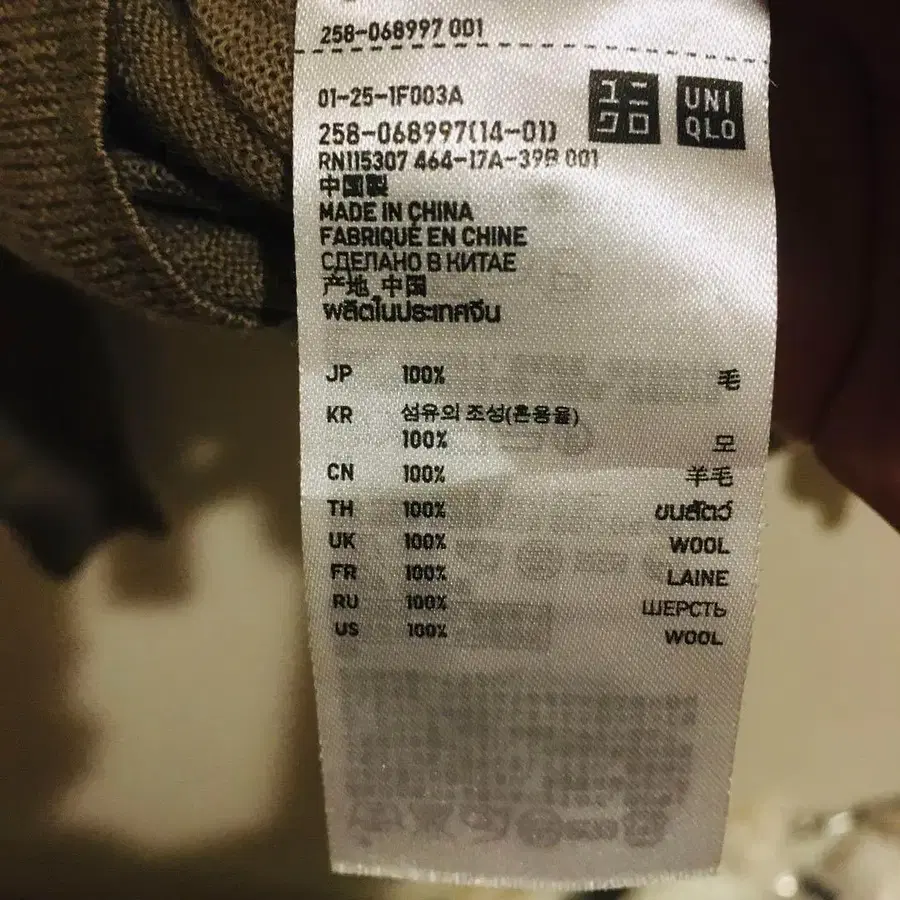 258-068997 001
01-25-1F003A
ユニクロ
UNIQLO
258-068997(14-01)
RN115307 464-17A-39B 001
中国製
MADE IN CHINA
FABRIQUÉ EN CHINE
СДЕЛАНО В КИТАЕ
产地 中国
ผลิตในประเทศจีน
JP 100% 毛
KR 섬유의 조성(혼용율)
100% 모
CN 100% 羊毛
TH 100% ขนสัตว์
UK 100% WOOL
FR 100% LAINE
RU 100% ШЕРСТЬ
US 100% WOOL